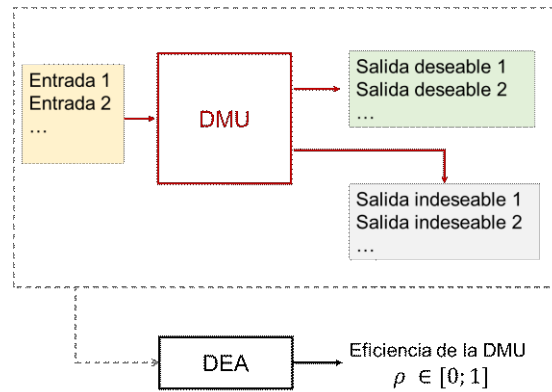 Entrada 1
Entrada 2
...
DMU
Salida deseable 1
Salida deseable 2
...
Salida indeseable 1
Salida indeseable 2
...
DEA
Eficiencia de la DMU
ρ ∈ [0; 1]